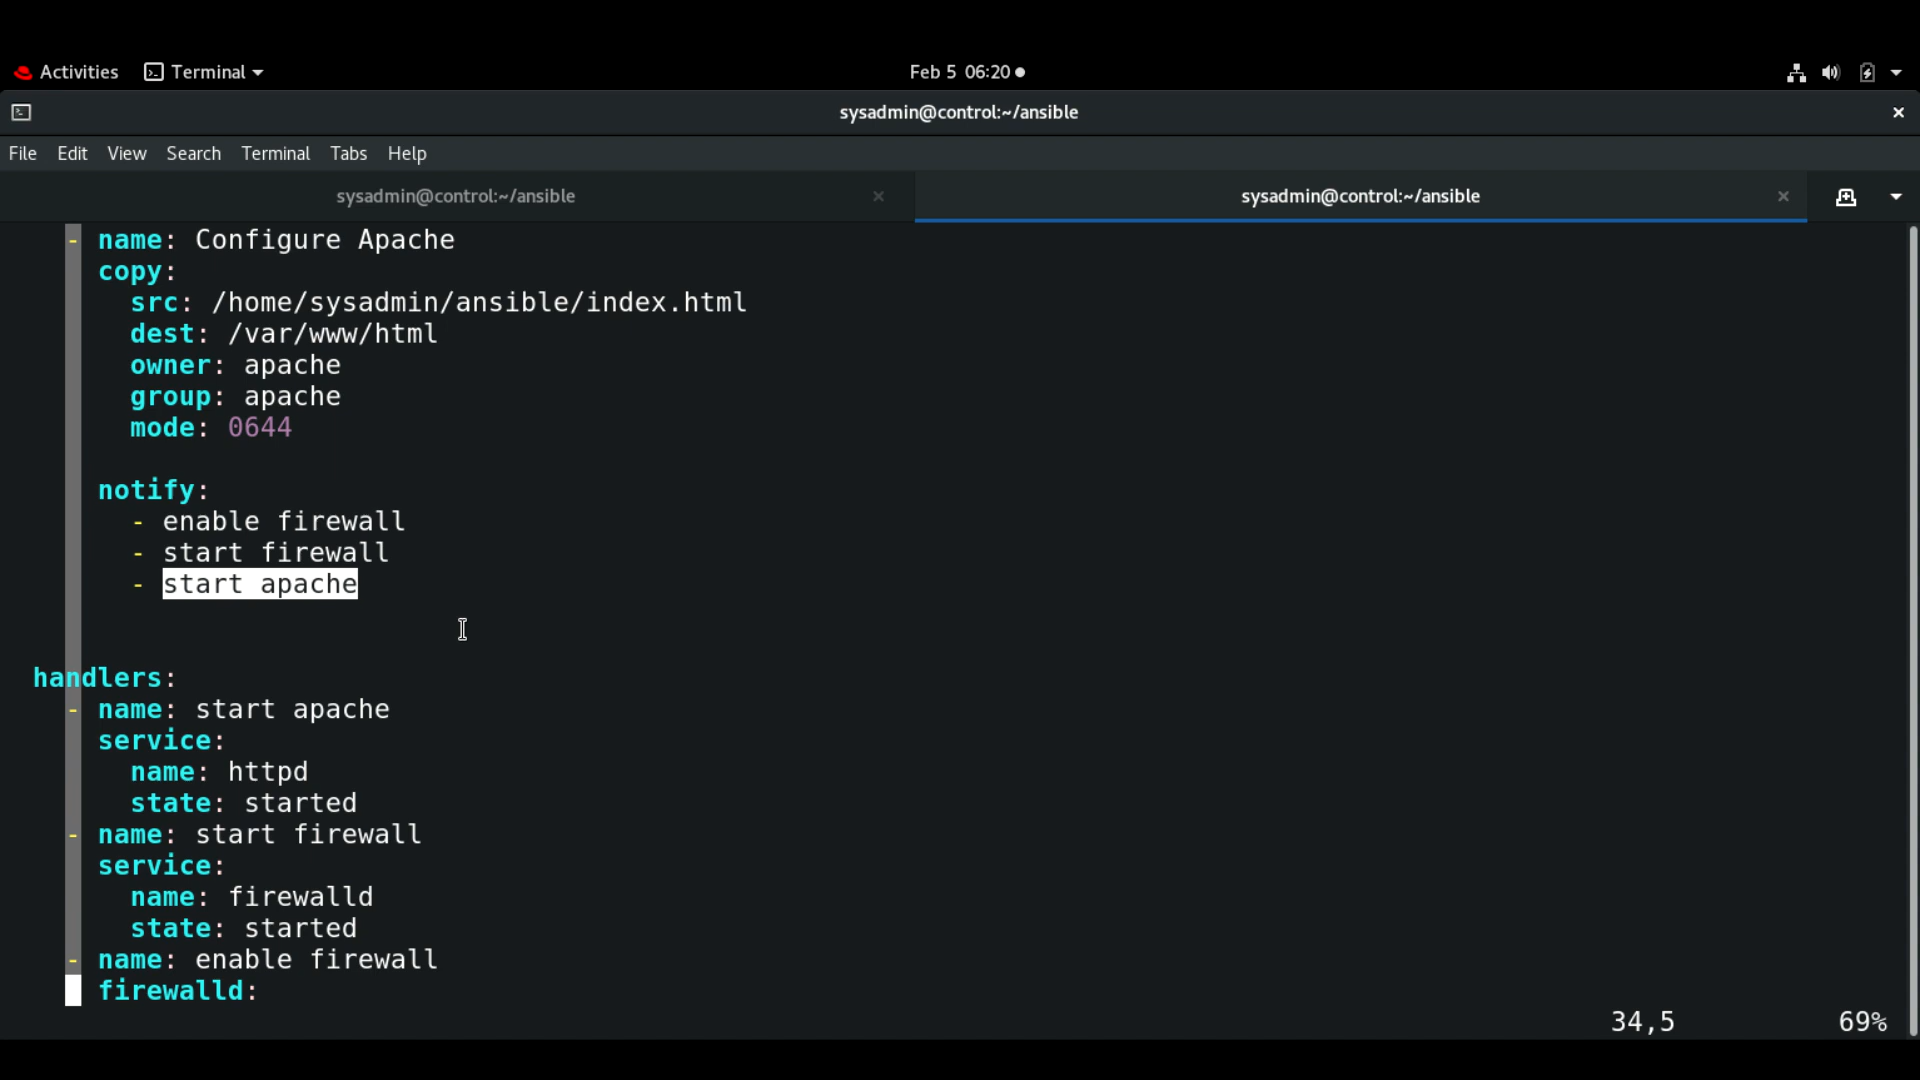 Activities Terminal Feb 5 06:20
sysadmin@control:~/ansible
File Edit View Search Terminal Tabs Help
sysadmin@control:~/ansible sysadmin@control:~/ansible
- name: Configure Apache
copy:
src: /home/sysadmin/ansible/index.html
dest: /var/www/html
owner: apache
group: apache
mode: 0644
notify:
- enable firewall
- start firewall
- start apache
handlers:
- name: start apache
service:
name: httpd
state: started
- name: start firewall
service:
name: firewalld
state: started
- name: enable firewall
firewalld:
34,5 69%